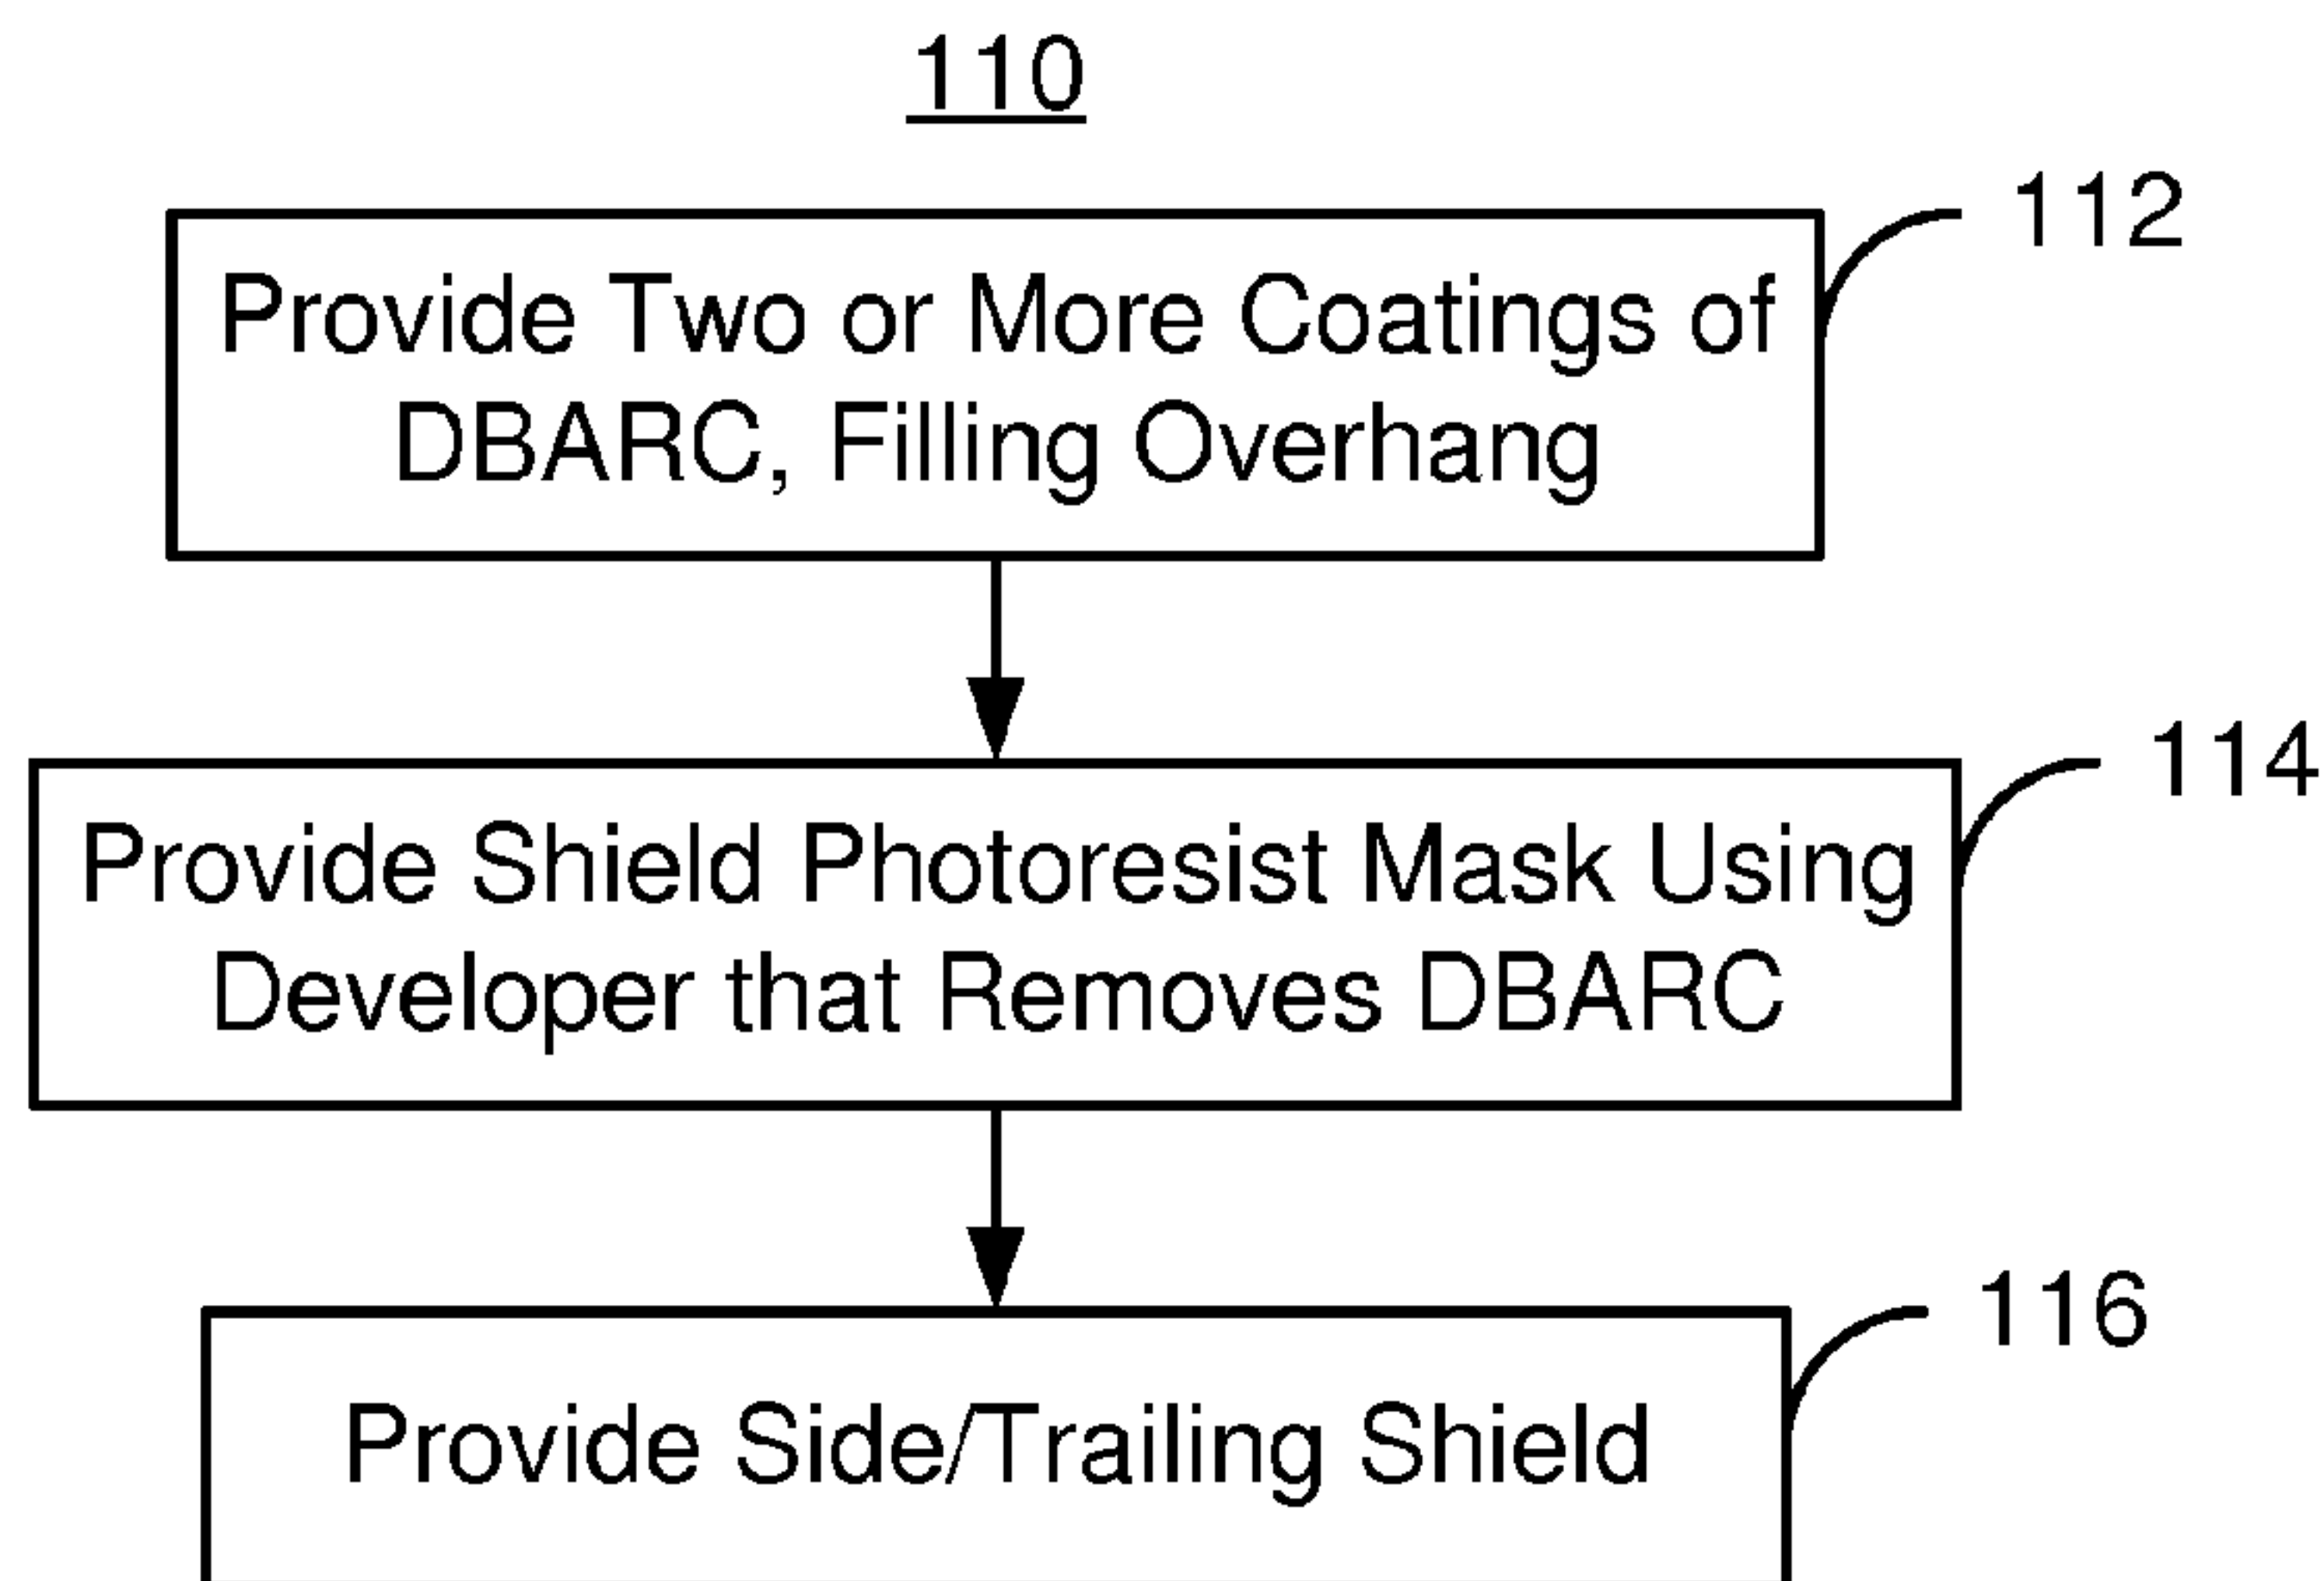 110
112
Provide Two or More Coatings of
DBARC, Filling Overhang
114
Provide Shield Photoresist Mask Using
Developer that Removes DBARC
116
Provide Side/Trailing Shield